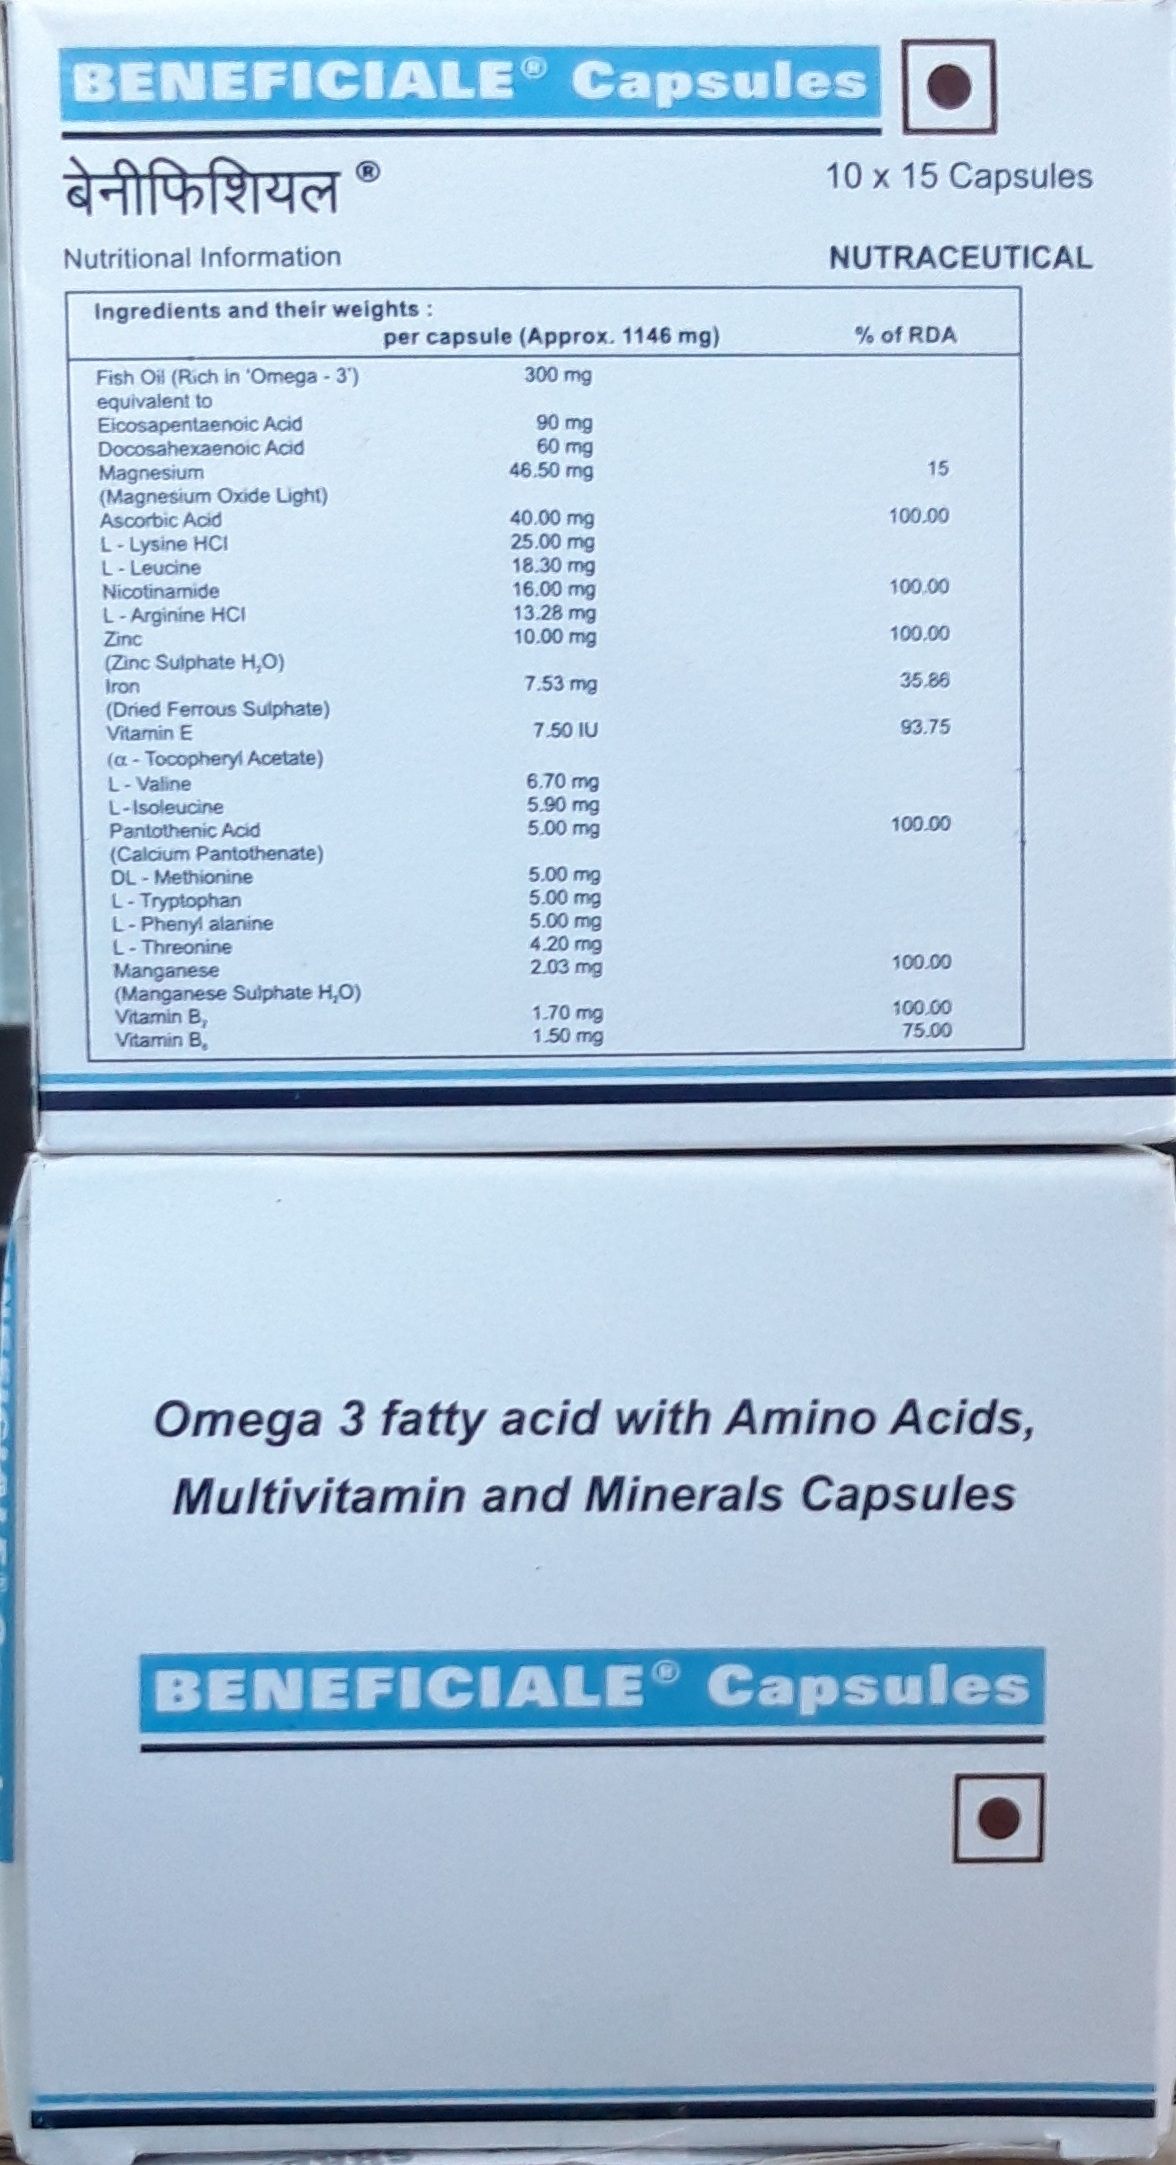 BENEFICIALE® Capsules
बेनीफिशियल ®
10 x 15 Capsules
Nutritional Information
NUTRACEUTICAL
Ingredients and their weights :
per capsule (Approx. 1146 mg) % of RDA
Fish Oil (Rich in 'Omega - 3') 300 mg
equivalent to
Eicosapentaenoic Acid 90 mg
Docosahexaenoic Acid 60 mg
Magnesium 46.50 mg 15
(Magnesium Oxide Light)
Ascorbic Acid 40.00 mg 100.00
L - Lysine HCl 25.00 mg
L - Leucine 18.30 mg
Nicotinamide 16.00 mg 100.00
L - Arginine HCl 13.28 mg
Zinc 10.00 mg 100.00
(Zinc Sulphate H₂O)
Iron 7.53 mg 35.86
(Dried Ferrous Sulphate)
Vitamin E 7.50 IU 93.75
(α - Tocopheryl Acetate)
L - Valine 6.70 mg
L-Isoleucine 5.90 mg
Pantothenic Acid 5.00 mg 100.00
(Calcium Pantothenate)
DL - Methionine 5.00 mg
L - Tryptophan 5.00 mg
L - Phenyl alanine 5.00 mg
L - Threonine 4.20 mg
Manganese 2.03 mg 100.00
(Manganese Sulphate H₂O)
Vitamin B₂ 1.70 mg 100.00
Vitamin B₆ 1.50 mg 75.00
Omega 3 fatty acid with Amino Acids,
Multivitamin and Minerals Capsules
BENEFICIALE® Capsules